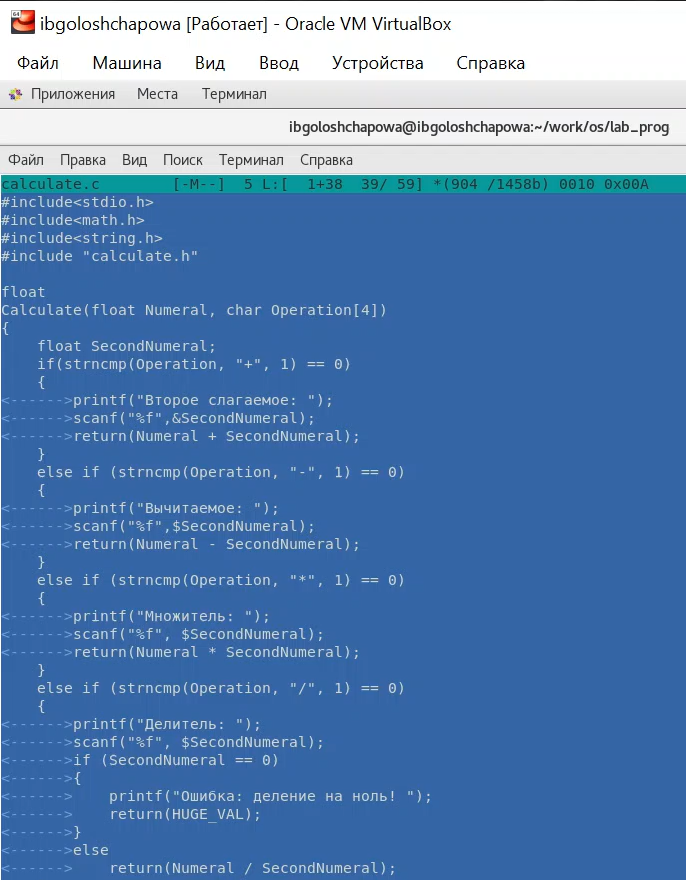 64
ibgoloshchapowa [Работает] - Oracle VM VirtualBox
Файл Машина Вид Ввод Устройства Справка
Приложения Места Терминал
ibgoloshchapowa@ibgoloshchapowa:~/work/os/lab_prog
Файл Правка Вид Поиск Терминал Справка
calculate.c [-M--] 5 L:[ 1+38 39/ 59] *(904 /1458b) 0010 0x00A
#include<stdio.h>
#include<math.h>
#include<string.h>
#include "calculate.h"
float
Calculate(float Numeral, char Operation[4])
{
    float SecondNumeral;
    if(strncmp(Operation, "+", 1) == 0)
    {
<------>printf("Второе слагаемое: ");
<------>scanf("%f",&SecondNumeral);
<------>return(Numeral + SecondNumeral);
    }
    else if (strncmp(Operation, "-", 1) == 0)
    {
<------>printf("Вычитаемое: ");
<------>scanf("%f",$SecondNumeral);
<------>return(Numeral - SecondNumeral);
    }
    else if (strncmp(Operation, "*", 1) == 0)
    {
<------>printf("Множитель: ");
<------>scanf("%f", $SecondNumeral);
<------>return(Numeral * SecondNumeral);
    }
    else if (strncmp(Operation, "/", 1) == 0)
    {
<------>printf("Делитель: ");
<------>scanf("%f", $SecondNumeral);
<------>if (SecondNumeral == 0)
<------>{
<------>    printf("Ошибка: деление на ноль! ");
<------>    return(HUGE_VAL);
<------>}
<------>else
<------>    return(Numeral / SecondNumeral);